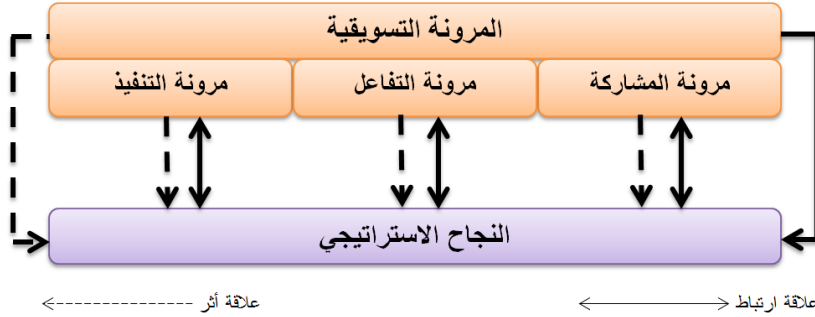 المرونة التسويقية
مرونة المشاركة
مرونة التفاعل
مرونة التنفيذ
النجاح الاستراتيجي
علاقة ارتباط
علاقة أثر